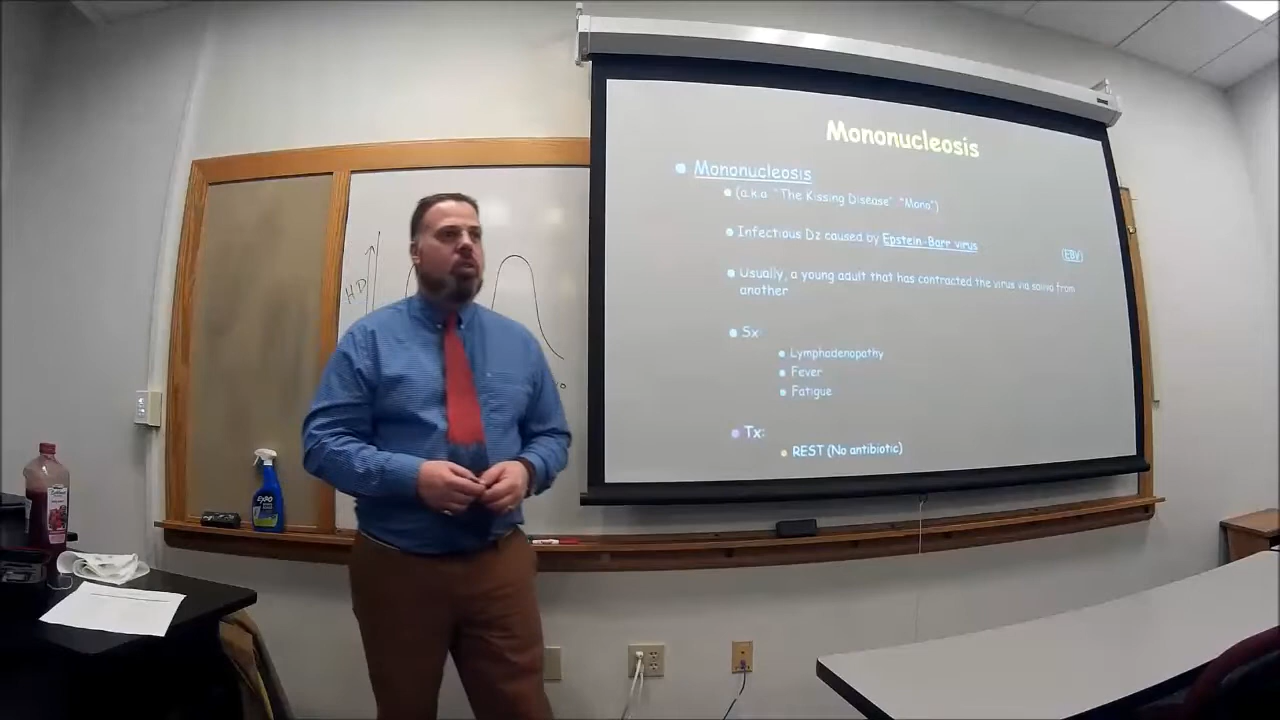 Mononucleosis
Mononucleosis
(a.k.a. "The Kissing Disease" "Mono")
Infectious Dz caused by Epstein-Barr virus
(EBV)
Usually, a young adult that has contracted the virus via saliva from
another
Sx:
Lymphadenopathy
Fever
Fatigue
Tx:
REST (No antibiotic)
HD
EXPO